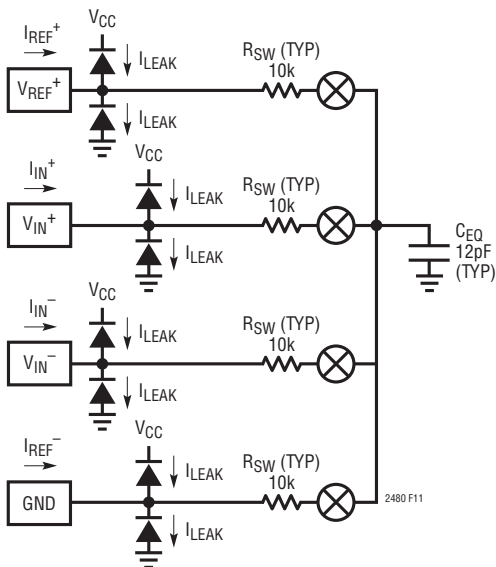 VCC
IREF+
ILEAK
VREF+
ILEAK
RSW (TYP)
10k
VCC
IIN+
ILEAK
VIN+
ILEAK
RSW (TYP)
10k
CEQ
12pF
(TYP)
VCC
IIN–
ILEAK
VIN–
ILEAK
RSW (TYP)
10k
VCC
IREF–
ILEAK
GND
ILEAK
RSW (TYP)
10k
2480 F11